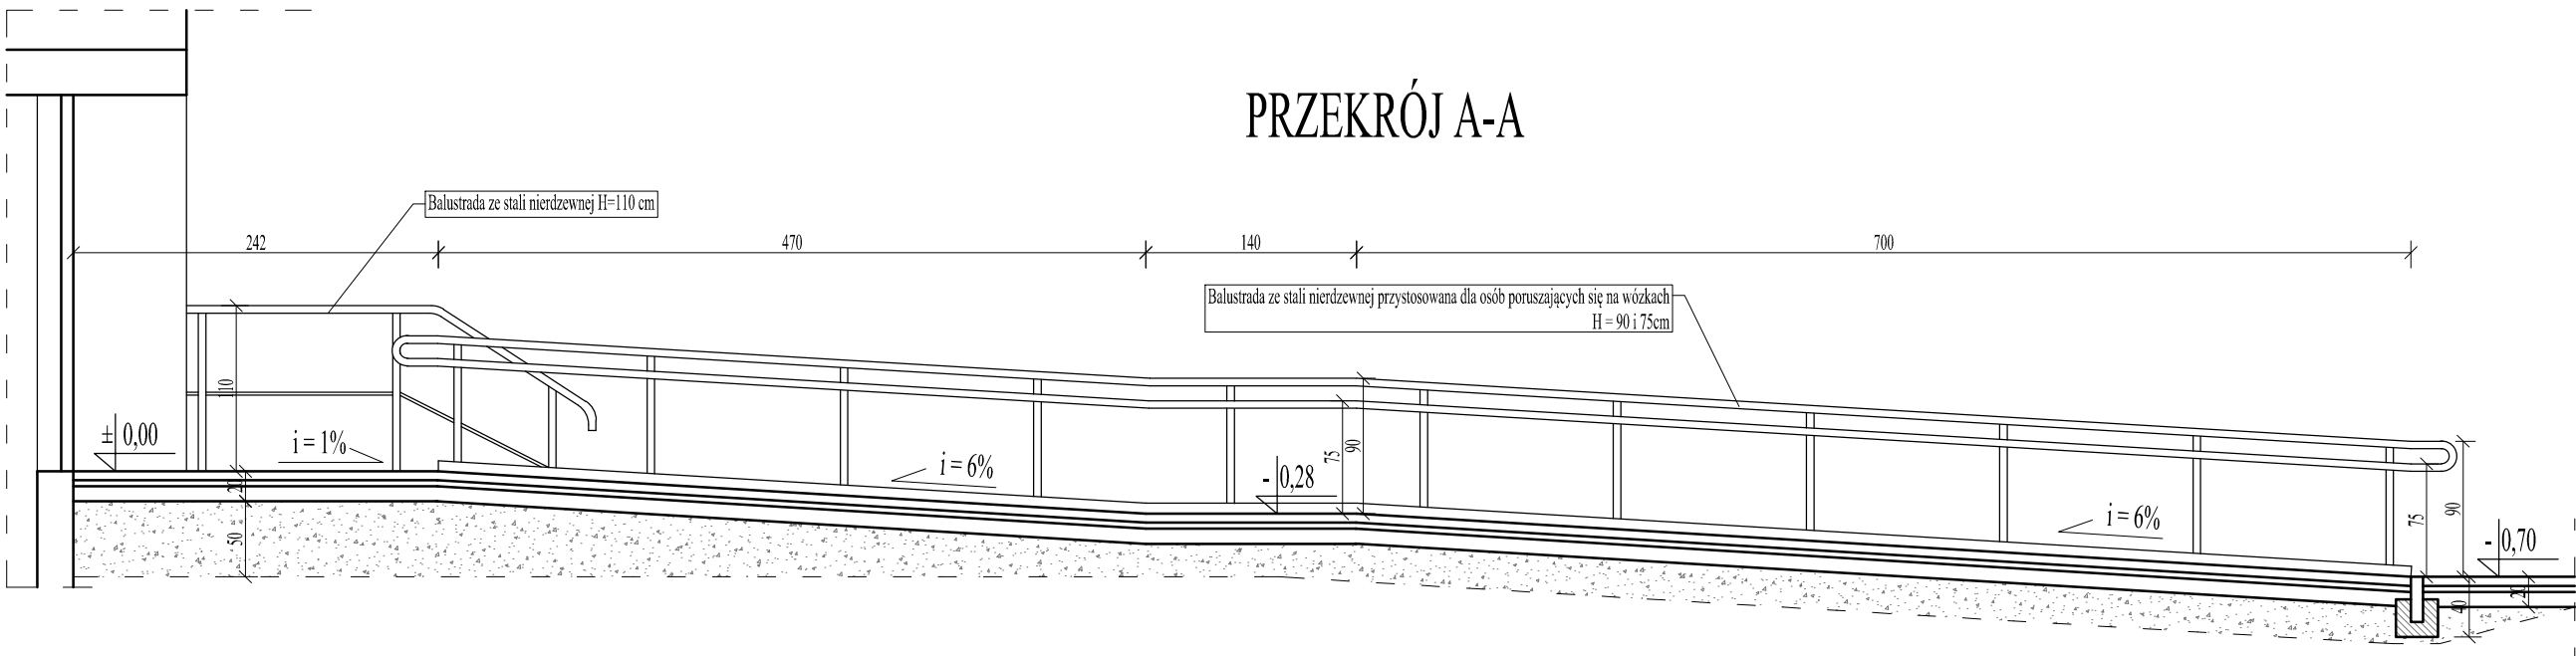 PRZEKRÓJ A-A
Balustrada ze stali nierdzewnej H=110 cm
242
470
140
700
Balustrada ze stali nierdzewnej przystosowana dla osób poruszających się na wózkach
H = 90 i 75cm
110
± 0,00
i = 1%
i = 6%
- 0,28
75
90
i = 6%
75
90
- 0,70
20
50
40
20